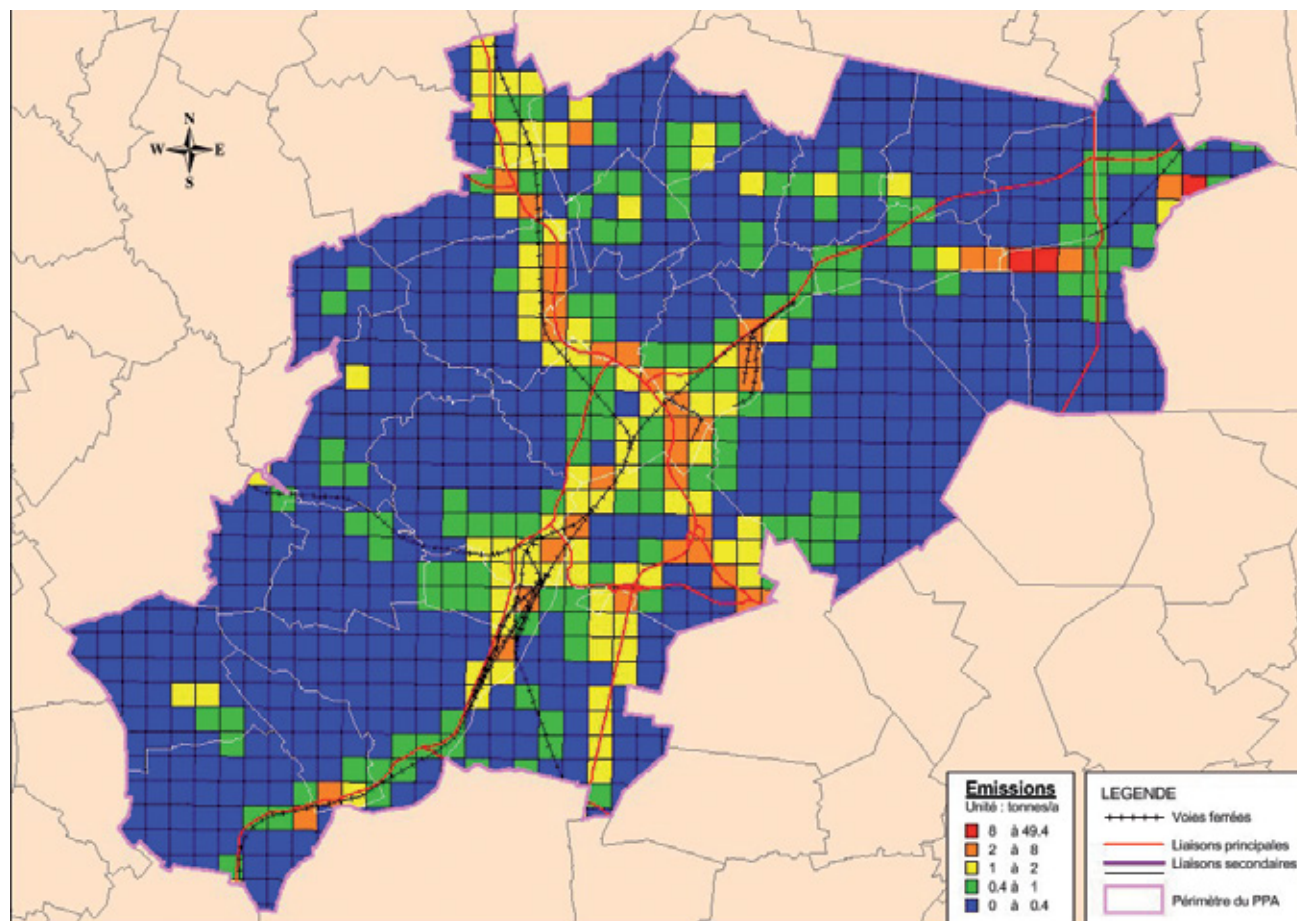 N
W E
S
Emissions
Unité : tonnes/a
8 à 49.4
2 à 8
1 à 2
0.4 à 1
0 à 0.4
LEGENDE
Voies ferrées
Liaisons principales
Liaisons secondaires
Périmètre du PPA